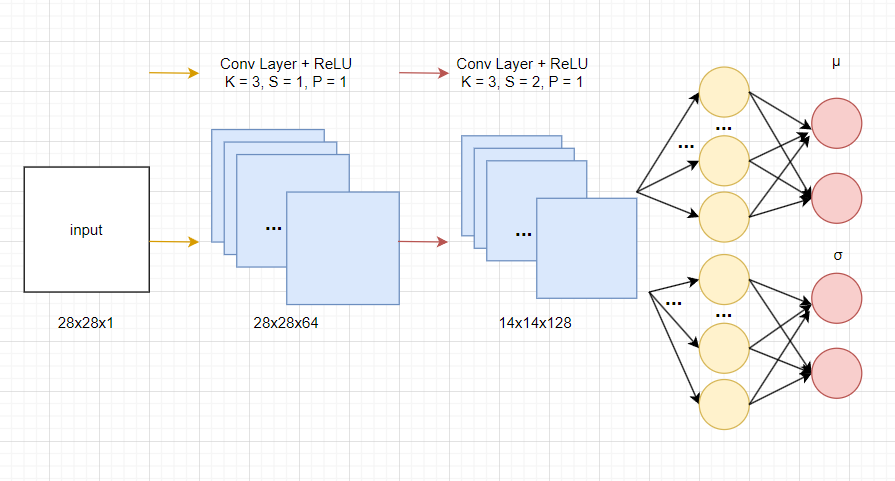 Conv Layer + ReLU
K = 3, S = 1, P = 1
Conv Layer + ReLU
K = 3, S = 2, P = 1
μ
...
...
input
...
...
σ
...
...
28x28x1
28x28x64
14x14x128